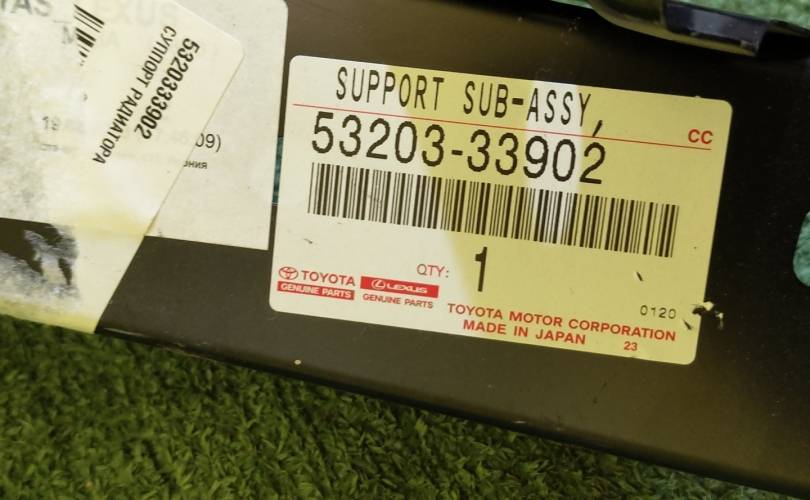 5320333902
СУППОРТ РАДИАТОРА
09)
SUPPORT SUB-ASSY,
CC
53203-33902
QTY: 1
TOYOTA
GENUINE PARTS
LEXUS
GENUINE PARTS
0120
TOYOTA MOTOR CORPORATION
MADE IN JAPAN 23